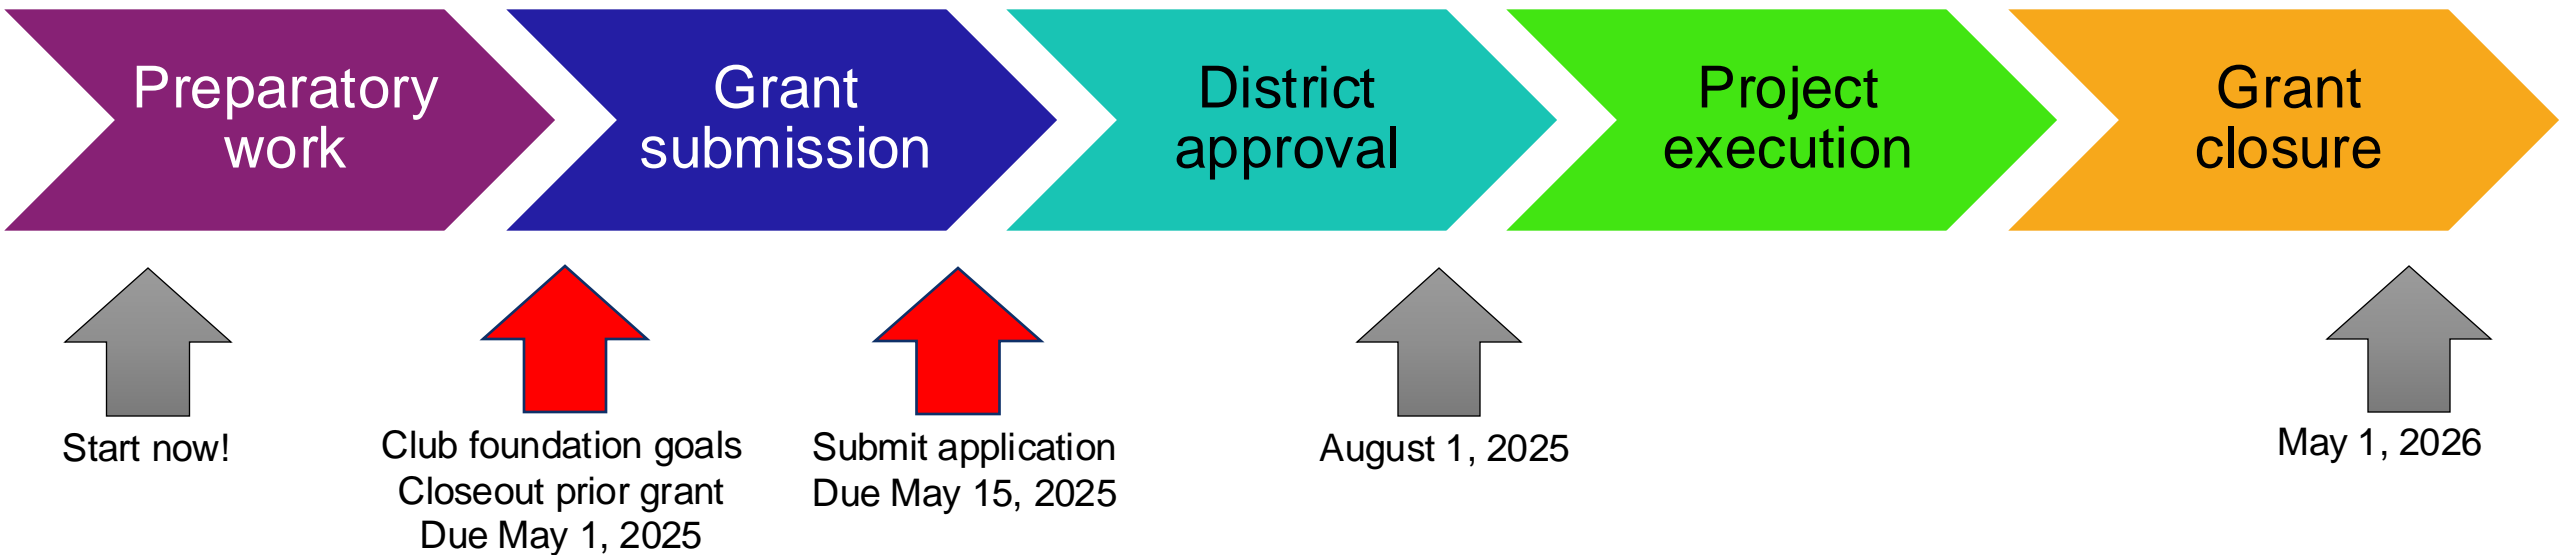 Preparatory
work
Grant
submission
District
approval
Project
execution
Grant
closure
Start now!
Club foundation goals
Closeout prior grant
Due May 1, 2025
Submit application
Due May 15, 2025
August 1, 2025
May 1, 2026